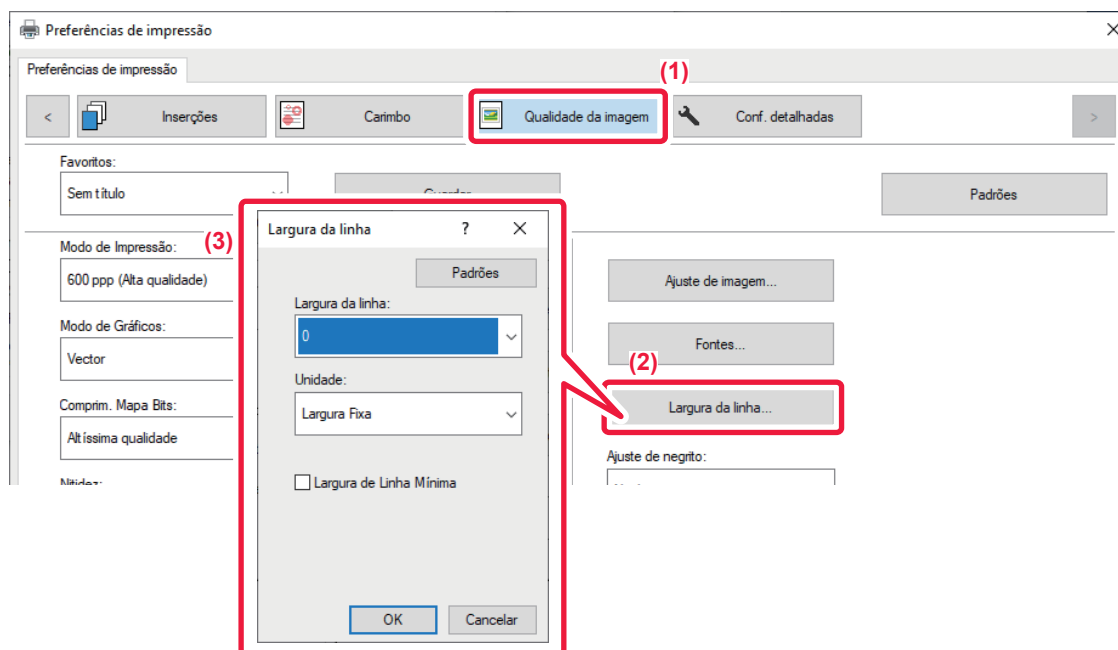 Preferências de impressão
Preferências de impressão
(1)
<
Inserções
Carimbo
Qualidade da imagem
Conf. detalhadas
>
Favoritos:
Sem título
Padrões
(3)
Modo de Impressão:
600 ppp (Alta qualidade)
Modo de Gráficos:
Vector
Comprim. Mapa Bits:
Altíssima qualidade
Nitidez:
Largura da linha
?
Padrões
Largura da linha:
0
Unidade:
Largura Fixa
Largura de Linha Mínima
OK
Cancelar
Ajuste de imagem...
Fontes...
(2)
Largura da linha...
Ajuste de negrito: